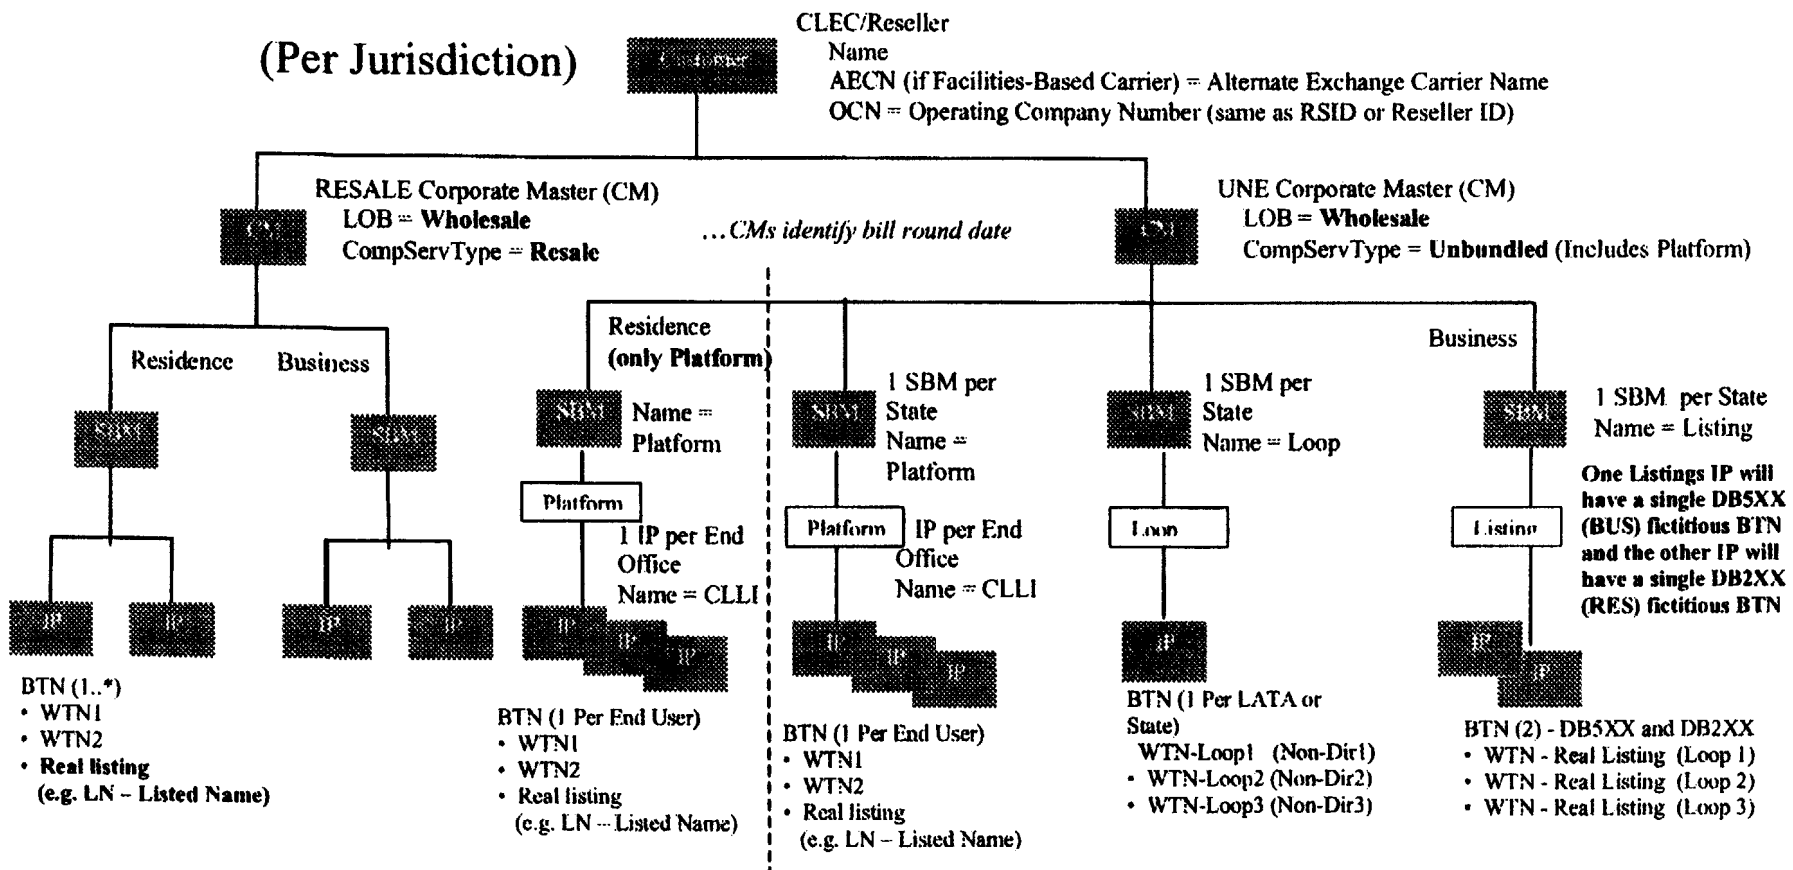 (Per Jurisdiction)
Customer
CLEC/Reseller
Name
AECN (if Facilities-Based Carrier) = Alternate Exchange Carrier Name
OCN = Operating Company Number (same as RSID or Reseller ID)
CM
RESALE Corporate Master (CM)
LOB = Wholesale
CompServType = Resale
...CMs identify bill round date
CM
UNE Corporate Master (CM)
LOB = Wholesale
CompServType = Unbundled (Includes Platform)
Residence
Business
SBM
SBM
IP
IP
IP
IP
BTN (1..*)
• WTN1
• WTN2
• Real listing
(e.g. LN – Listed Name)
Residence
(only Platform)
SBM
Name =
Platform
Platform
1 IP per End
Office
Name = CLLI
IP
IP
IP
BTN (1 Per End User)
• WTN1
• WTN2
• Real listing
(e.g. LN – Listed Name)
SBM
1 SBM per
State
Name =
Platform
Platform
IP per End
Office
Name = CLLI
IP
IP
IP
BTN (1 Per End User)
• WTN1
• WTN2
• Real listing
(e.g. LN – Listed Name)
SBM
1 SBM per
State
Name = Loop
Loop
IP
BTN (1 Per LATA or
State)
WTN-Loop1 (Non-Dir1)
• WTN-Loop2 (Non-Dir2)
• WTN-Loop3 (Non-Dir3)
Business
SBM
1 SBM per State
Name = Listing
Listing
One Listings IP will
have a single DB5XX
(BUS) fictitious BTN
and the other IP will
have a single DB2XX
(RES) fictitious BTN
IP
IP
BTN (2) - DB5XX and DB2XX
• WTN - Real Listing (Loop 1)
• WTN - Real Listing (Loop 2)
• WTN - Real Listing (Loop 3)